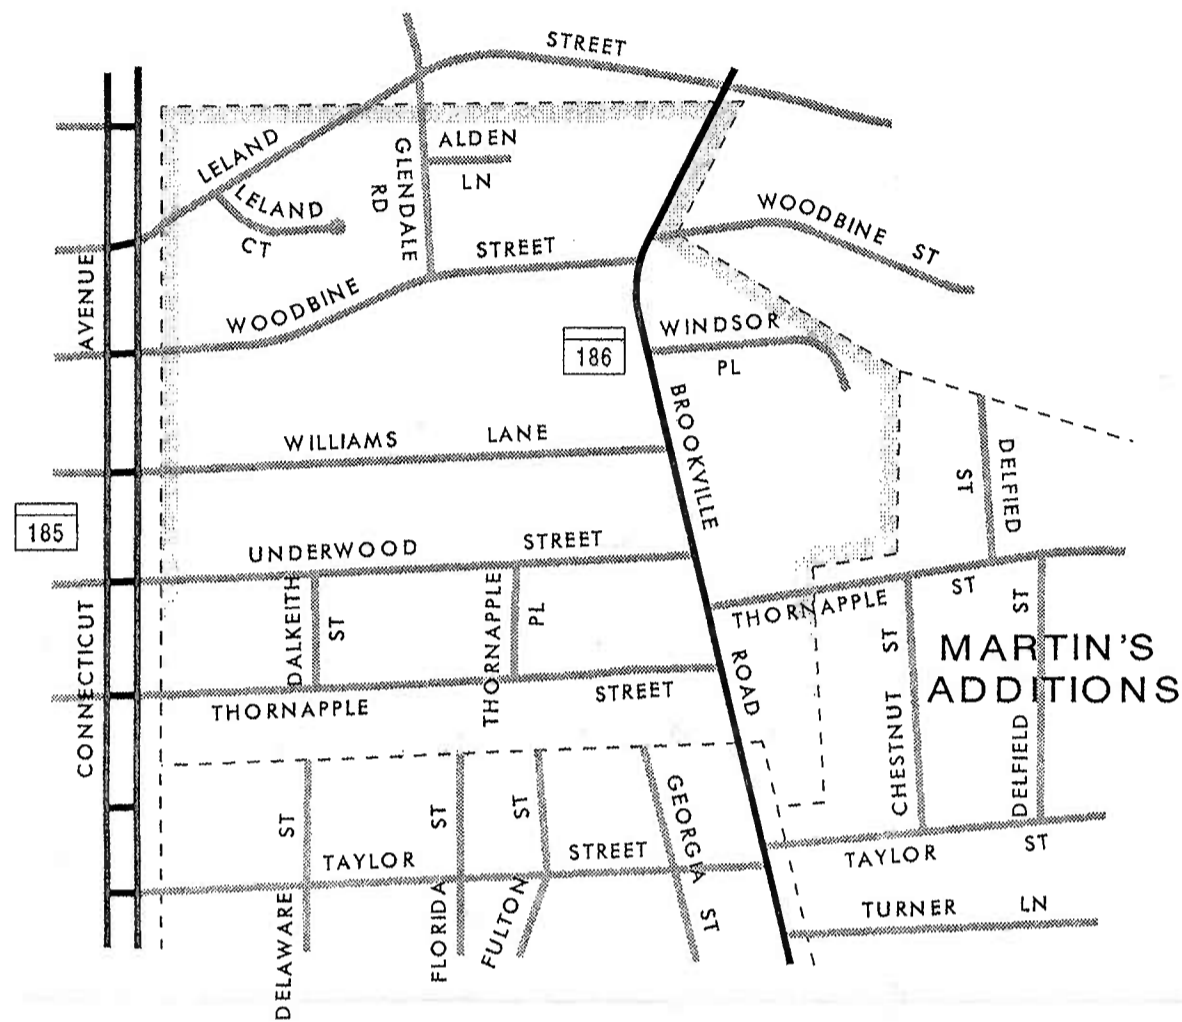 STREET
LELAND
GLENDALE
RD
ALDEN
LN
LELAND
CT
STREET
WOODBINE
WOODBINE ST
AVENUE
WINDSOR
PL
186
BROOKVILLE
WILLIAMS LANE
DELFIED
ST
185
UNDERWOOD STREET
DALKEITH
ST
THORNAPPLE
PL
THORNAPPLE ST
ST
ST
MARTIN'S
ADDITIONS
CONNECTICUT
THORNAPPLE STREET
ROAD
CHESTNUT
DELFIELD
GEORGIA
ST
ST
ST
ST
TAYLOR STREET
TAYLOR ST
DELAWARE
FLORIDA
FULTON
TURNER LN